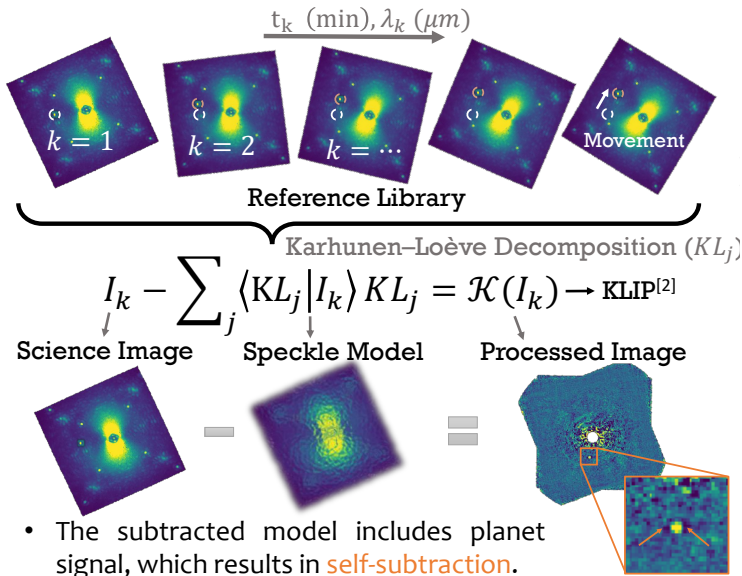 t_k (min), λ_k (μm)
k = 1
k = 2
k = ⋯
Movement
Reference Library
Karhunen–Loève Decomposition (KL_j)
I_k − ∑_j ⟨KL_j|I_k⟩ KL_j = 𝒦(I_k) → KLIP[2]
Science Image
Speckle Model
Processed Image
• The subtracted model includes planet
signal, which results in self-subtraction.